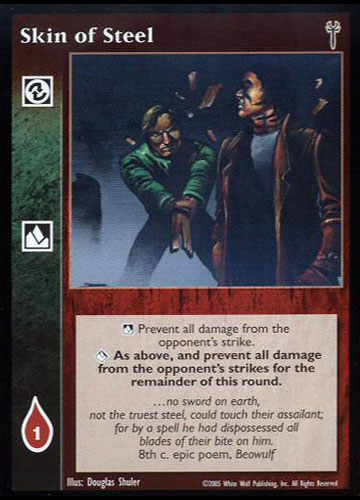 Skin of Steel
Prevent all damage from the
opponent's strike.
As above, and prevent all damage
from the opponent's strikes for the
remainder of this round.
...no sword on earth,
not the truest steel, could touch their assailant;
for by a spell he had dispossessed all
blades of their bite on him.
8th c. epic poem, Beowulf
1
Illus: Douglas Shuler ©2005 White Wolf Publishing, Inc. All Rights Reserved.